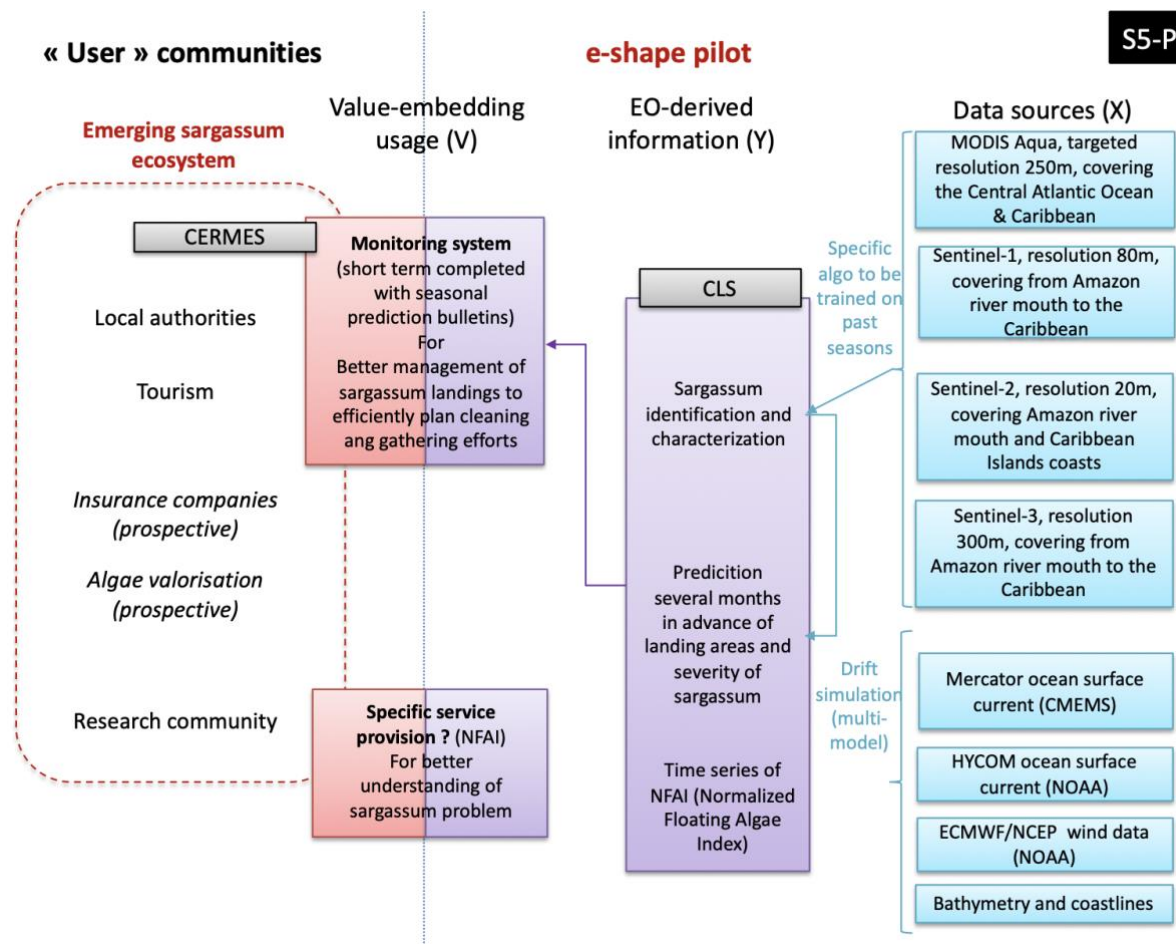 « User » communities
e-shape pilot
S5-P
Emerging sargassum
ecosystem
Value-embedding
usage (V)
EO-derived
information (Y)
Data sources (X)
CERMES
Local authorities
Tourism
Insurance companies
(prospective)
Algae valorisation
(prospective)
Research community
Monitoring system
(short term completed
with seasonal
prediction bulletins)
For
Better management of
sargassum landings to
efficiently plan cleaning
ang gathering efforts
Specific service
provision ? (NFAI)
For better
understanding of
sargassum problem
CLS
Sargassum
identification and
characterization
Predicition
several months
in advance of
landing areas and
severity of
sargassum
Time series of
NFAI (Normalized
Floating Algae
Index)
Specific
algo to be
trained on
past
seasons
Drift
simulation
(multi-
model)
MODIS Aqua, targeted
resolution 250m, covering
the Central Atlantic Ocean
& Caribbean
Sentinel-1, resolution 80m,
covering from Amazon
river mouth to the
Caribbean
Sentinel-2, resolution 20m,
covering Amazon river
mouth and Caribbean
Islands coasts
Sentinel-3, resolution
300m, covering from
Amazon river mouth to the
Caribbean
Mercator ocean surface
current (CMEMS)
HYCOM ocean surface
current (NOAA)
ECMWF/NCEP wind data
(NOAA)
Bathymetry and coastlines